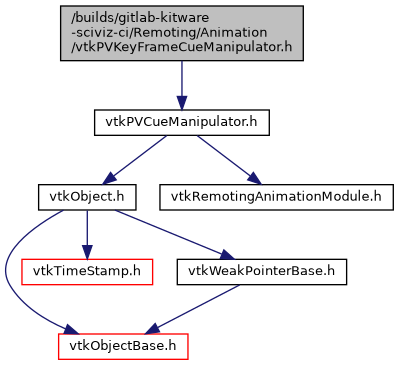 /builds/gitlab-kitware
-sciviz-ci/Remoting/Animation
/vtkPVKeyFrameCueManipulator.h
vtkPVCueManipulator.h
vtkObject.h
vtkRemotingAnimationModule.h
vtkTimeStamp.h
vtkWeakPointerBase.h
vtkObjectBase.h